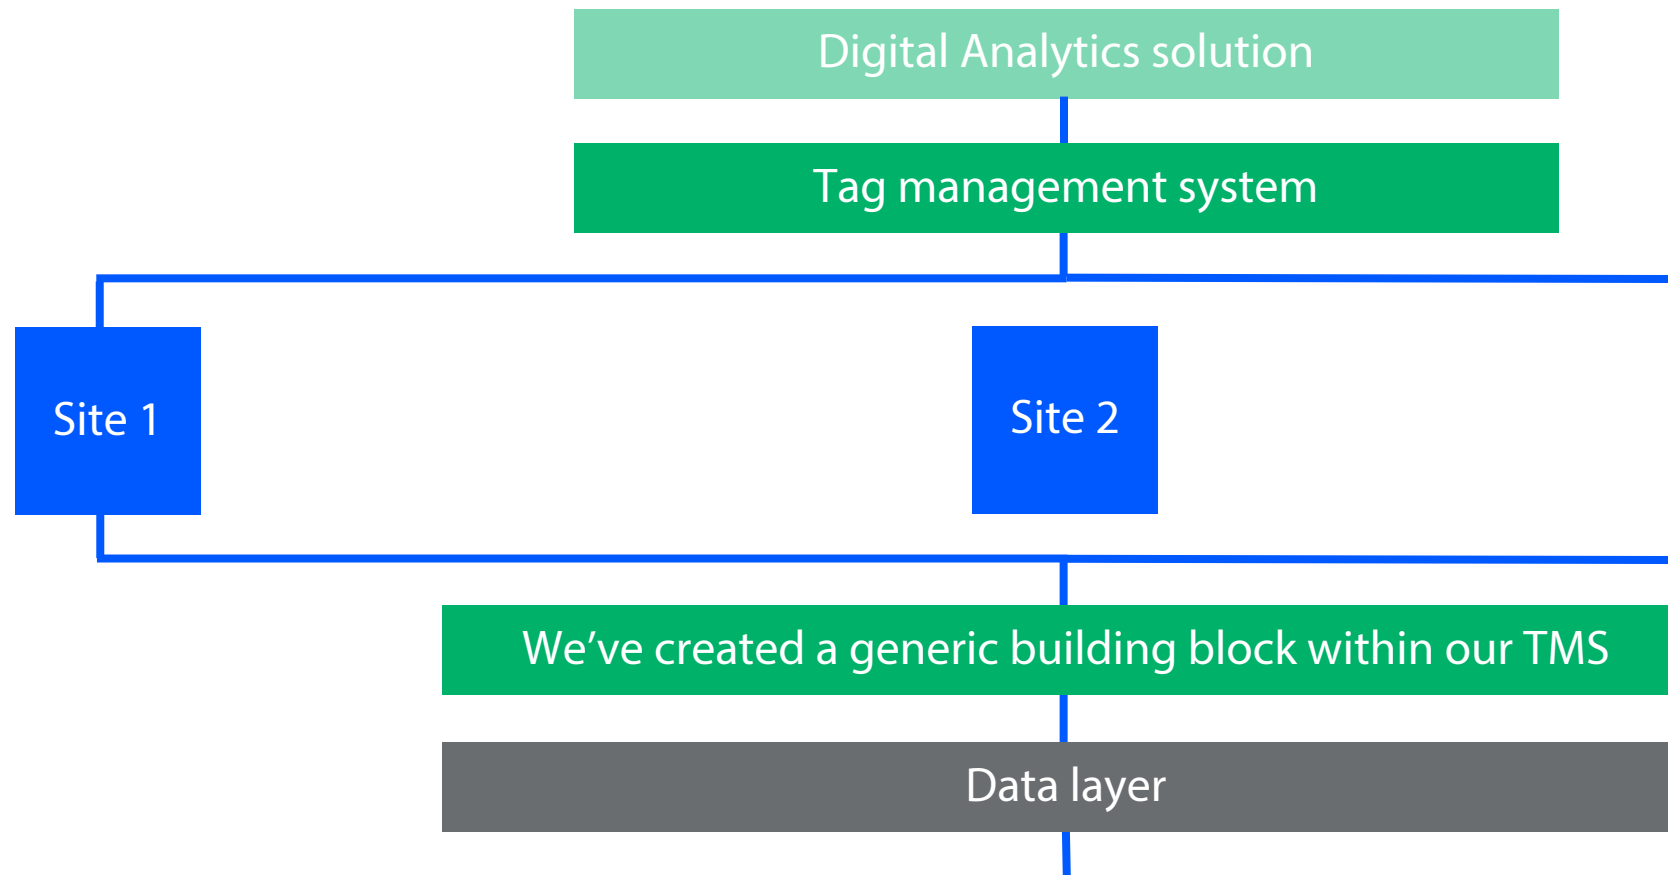 Digital Analytics solution
Tag management system
Site 1
Site 2
We’ve created a generic building block within our TMS
Data layer